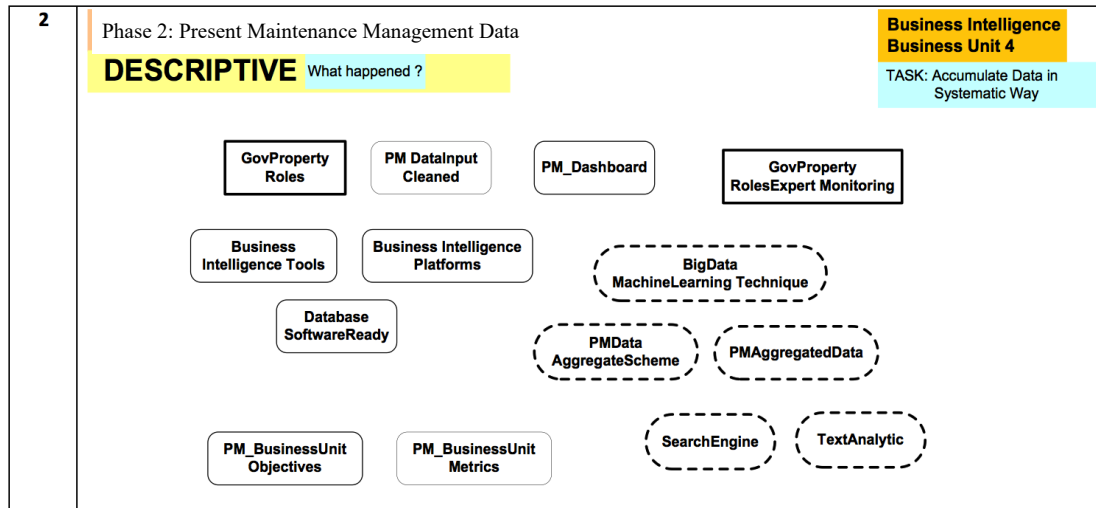 2
Phase 2: Present Maintenance Management Data
DESCRIPTIVE What happened ?
Business Intelligence
Business Unit 4
TASK: Accumulate Data in
Systematic Way
GovProperty
Roles
PM DataInput
Cleaned
PM_Dashboard
GovProperty
RolesExpert Monitoring
Business
Intelligence Tools
Business Intelligence
Platforms
BigData
MachineLearning Technique
Database
SoftwareReady
PMData
AggregateScheme
PMAggregatedData
PM_BusinessUnit
Objectives
PM_BusinessUnit
Metrics
SearchEngine
TextAnalytic